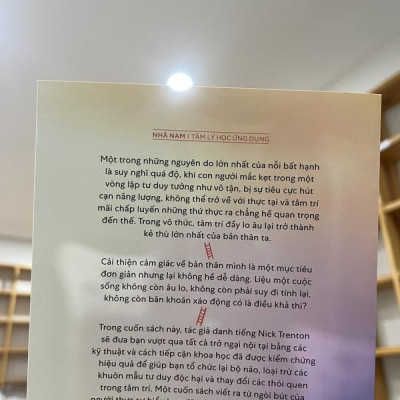 NHÃ NAM | TÂM LÝ HỌC ỨNG DỤNG
Một trong những nguyên do lớn nhất của nỗi bất hạnh
là suy nghĩ quá độ, khi con người mắc kẹt trong một
vòng lặp tư duy tưởng như vô tận, bị sự tiêu cực hút
cạn năng lượng, không thể trở về với thực tại và tâm trí
mãi chấp luyến những thứ thực ra chẳng hề quan trọng
đến thế. Trong vô thức, tâm trí đầy lo âu lại trở thành
kẻ thù lớn nhất của bản thân ta.
Cải thiện cảm giác về bản thân mình là một mục tiêu
đơn giản nhưng lại không hề dễ dàng. Liệu một cuộc
sống không còn âu lo, không còn phải suy đi tính lại,
không còn băn khoăn xáo động có là điều khả thi?
Trong cuốn sách này, tác giả danh tiếng Nick Trenton
sẽ đưa bạn vượt qua tất cả trở ngại nội tại bằng các
kỹ thuật và cách tiếp cận khoa học đã được kiểm chứng
hiệu quả để giúp bạn tổ chức lại bộ não, loại trừ các
khuôn mẫu tư duy độc hại và thay đổi các thói quen
trong tâm trí. Một cuốn sách viết ra từ ngòi bút của
người thực sự hiểu